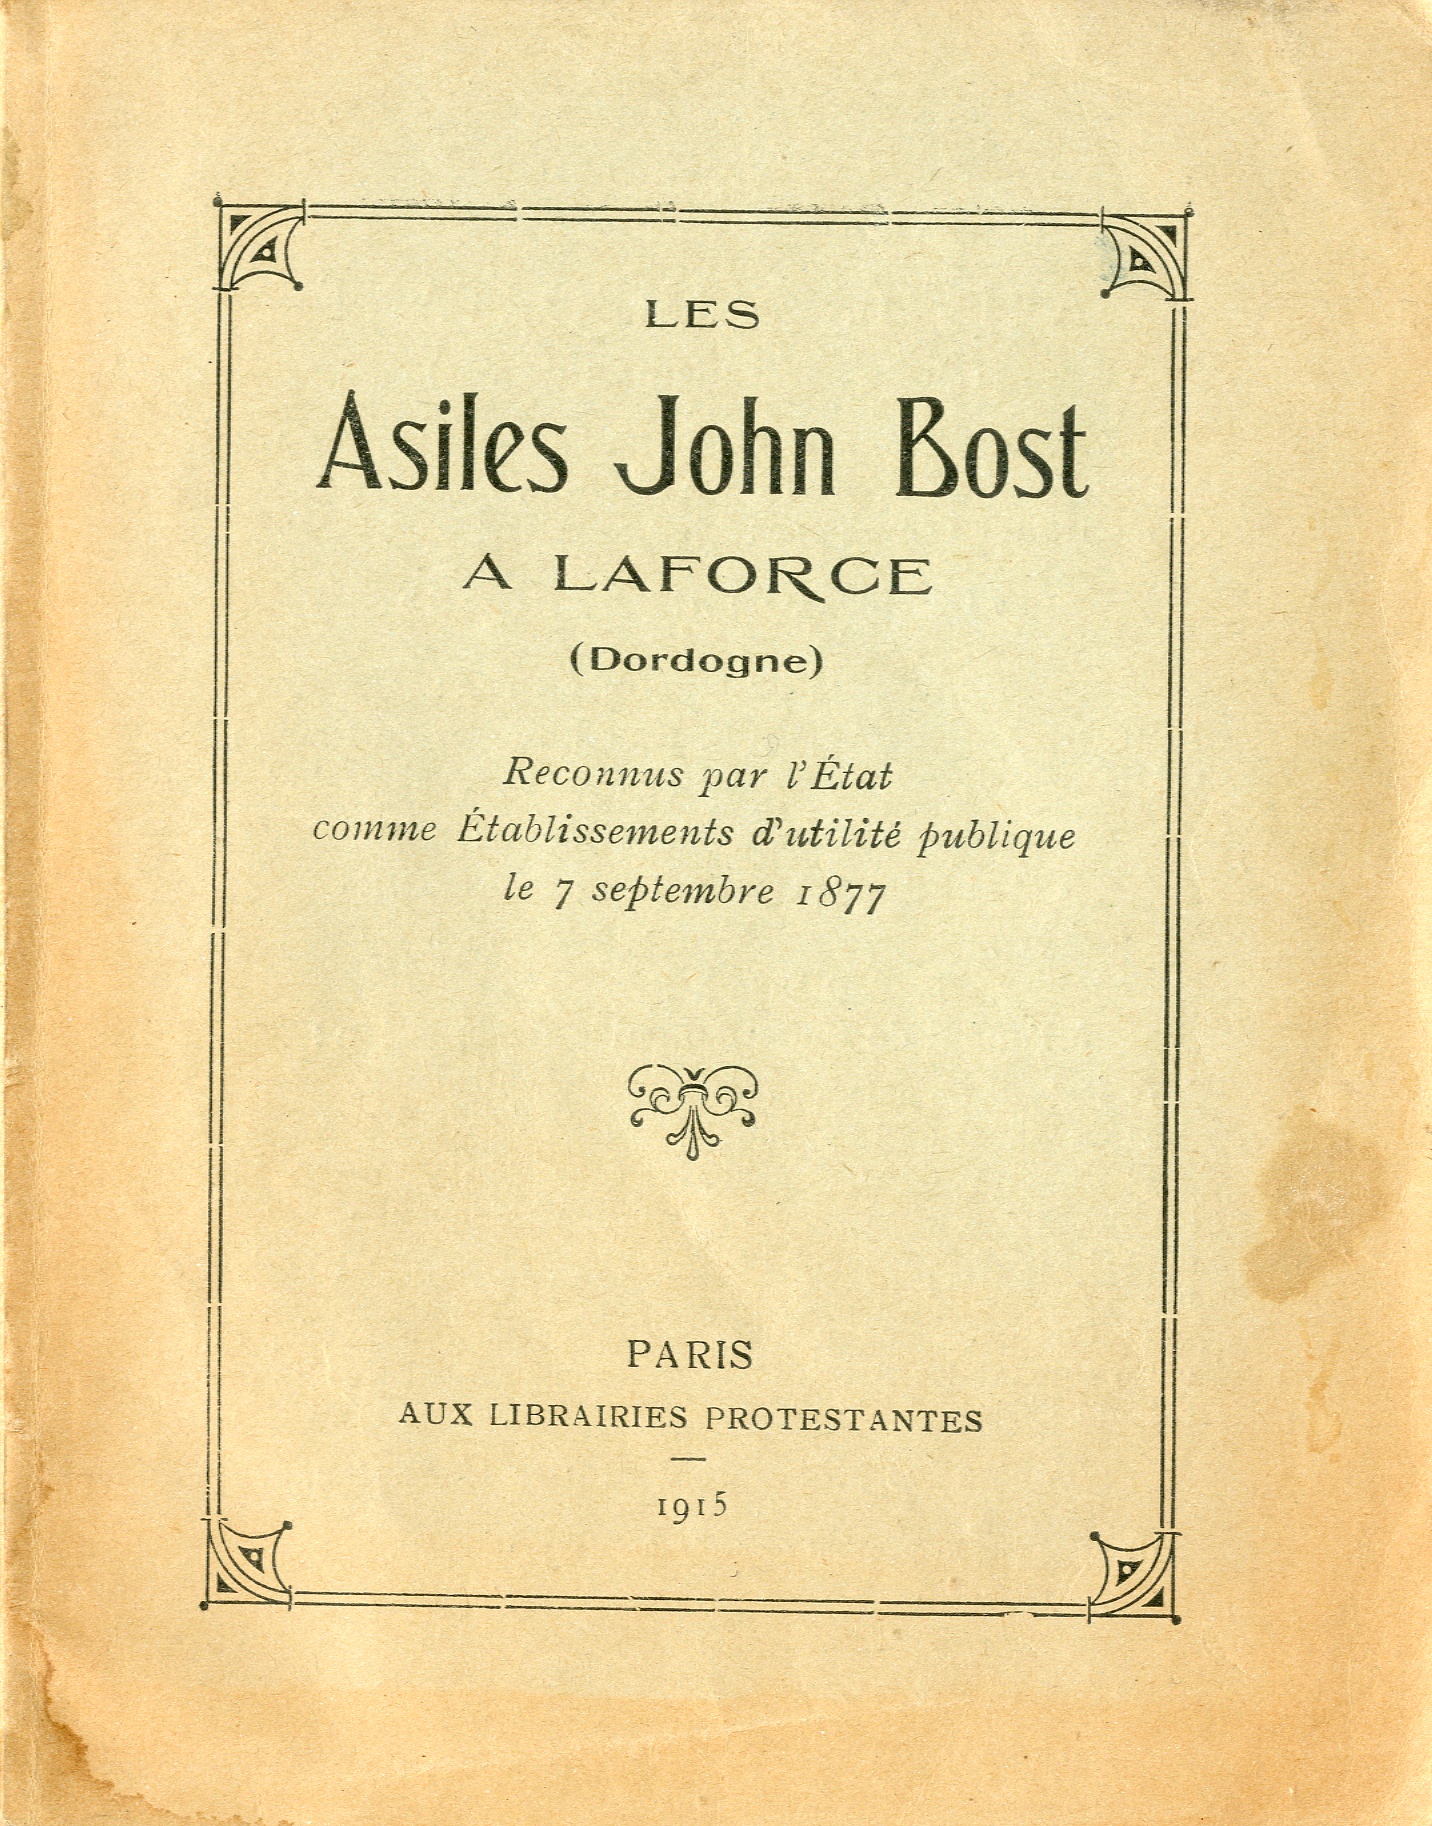 LES
Asiles John Bost
A LAFORCE
(Dordogne)
Reconnus par l'État
comme Établissements d'utilité publique
le 7 septembre 1877
PARIS
AUX LIBRAIRIES PROTESTANTES
1915